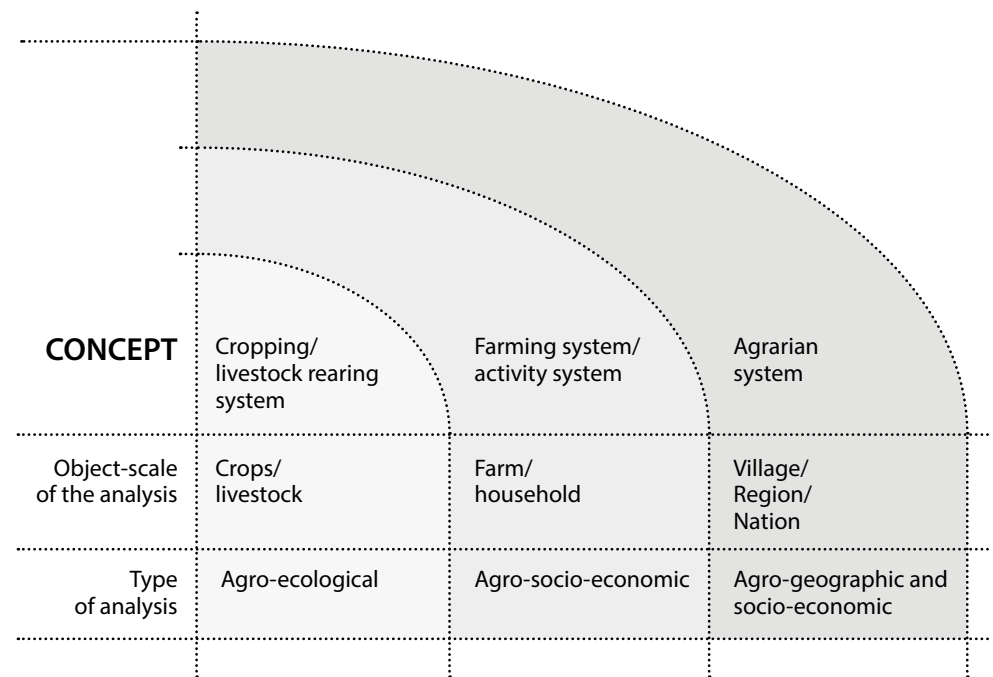 CONCEPT
Cropping/
livestock rearing
system
Farming system/
activity system
Agrarian
system
Object-scale
of the analysis
Crops/
livestock
Farm/
household
Village/
Region/
Nation
Type
of analysis
Agro-ecological
Agro-socio-economic
Agro-geographic and
socio-economic